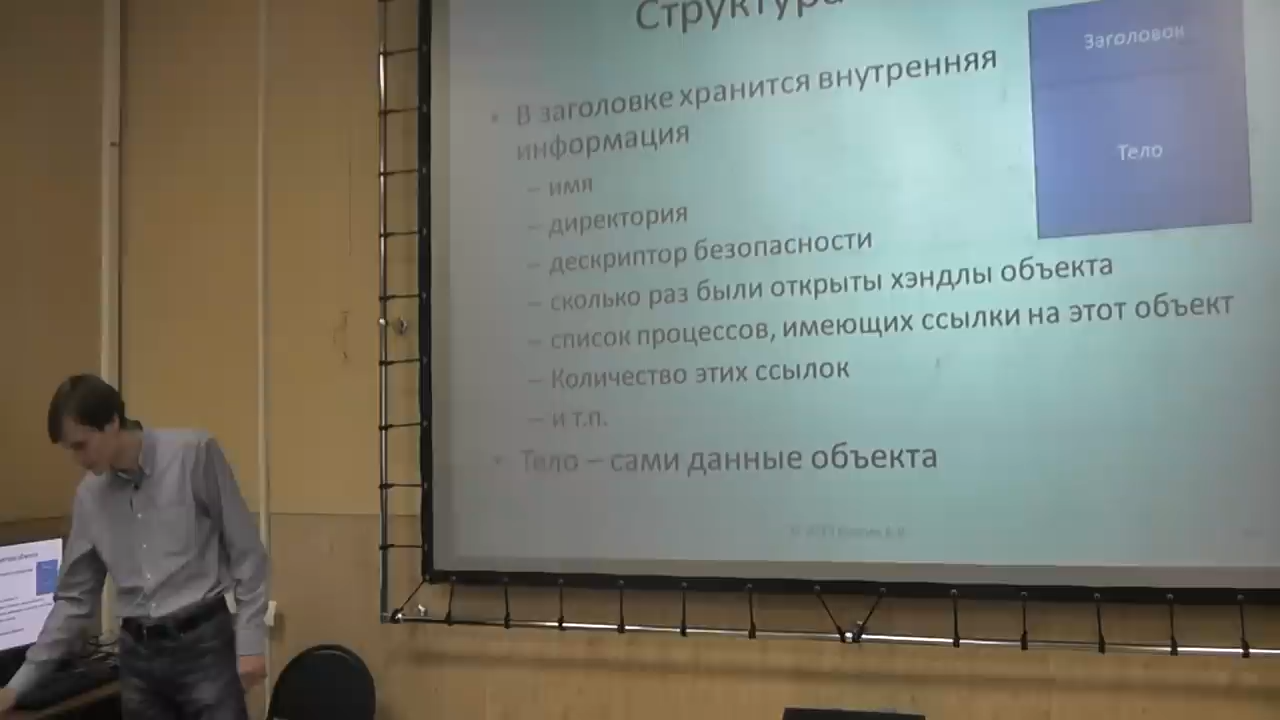 Структура
Заголовок
Тело
• В заголовке хранится внутренняя
информация
– имя
– директория
– дескриптор безопасности
– сколько раз были открыты хэндлы объекта
– список процессов, имеющих ссылки на этот объект
– Количество этих ссылок
– и т.п.
• Тело – сами данные объекта